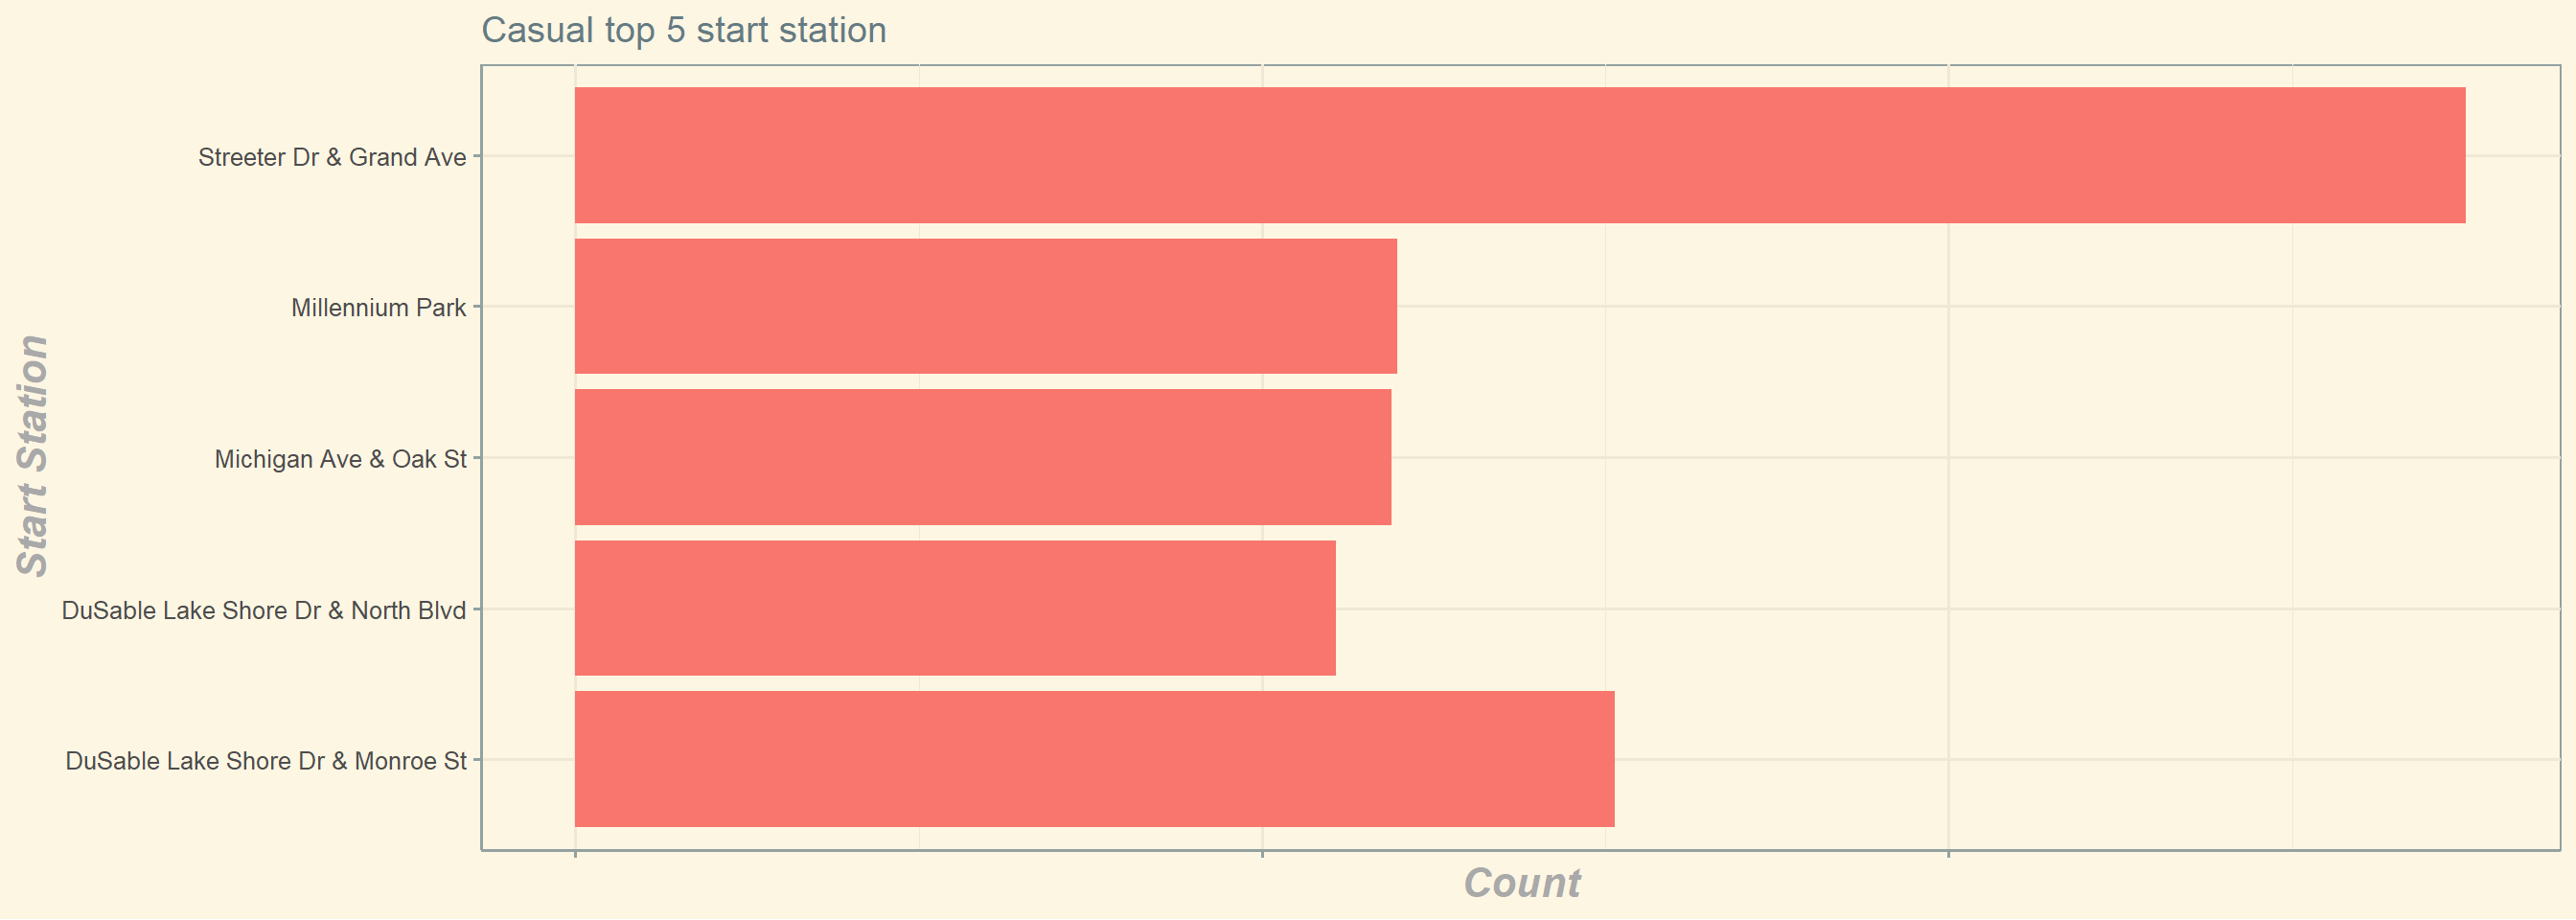 Casual top 5 start station
Streeter Dr & Grand Ave
Millennium Park
Michigan Ave & Oak St
DuSable Lake Shore Dr & North Blvd
DuSable Lake Shore Dr & Monroe St
Start Station
Count